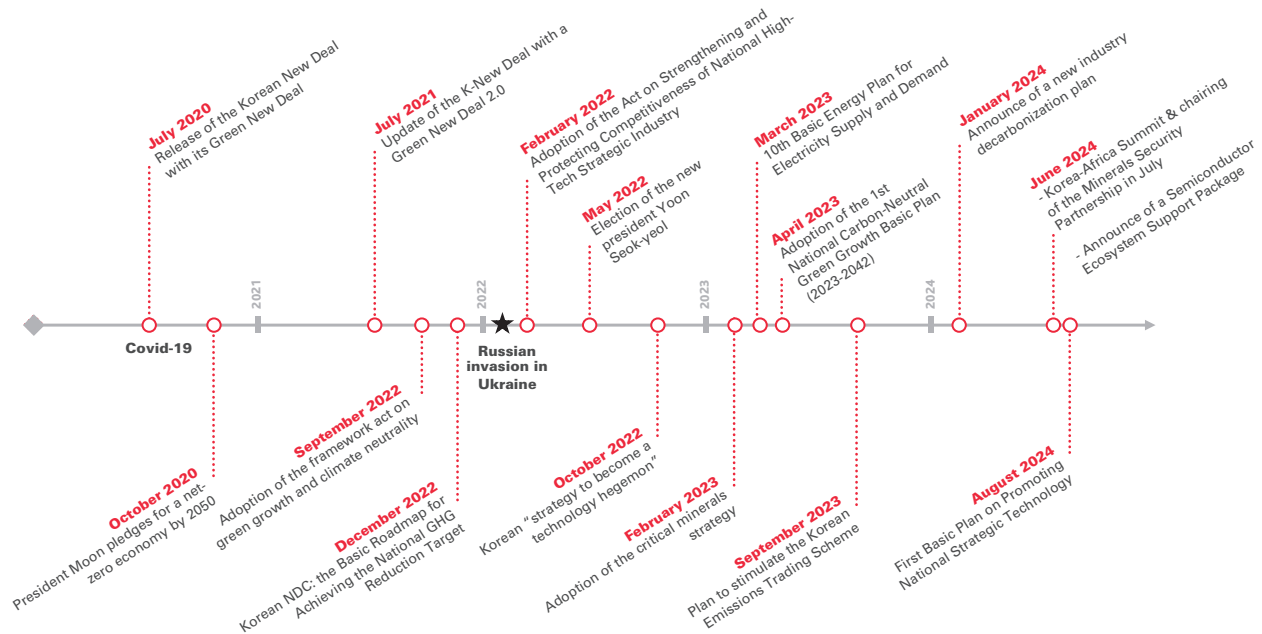 July 2020
Release of the Korean New Deal
with its Green New Deal
July 2021
Update of the K-New Deal with a
Green New Deal 2.0
February 2022
Adoption of the Act on Strengthening and
Protecting Competitiveness of National High-
Tech Strategic Industry
May 2022
Election of the new
president Yoon
Seok-yeol
March 2023
10th Basic Energy Plan for
Electricity Supply and Demand
April 2023
Adoption of the 1st
National Carbon-Neutral
Green Growth Basic Plan
(2023-2042)
January 2024
Announce of a new industry
decarbonization plan
June 2024
- Korea-Africa Summit & chairing
of the Minerals Security
Partnership in July
- Announce of a Semiconductor
Ecosystem Support Package
2021
2022
2023
2024
Covid-19
Russian
invasion in
Ukraine
October 2020
President Moon pledges for a net-
zero economy by 2050
September 2022
Adoption of the framework act on
green growth and climate neutrality
December 2022
Korean NDC: the Basic Roadmap for
Achieving the National GHG
Reduction Target
October 2022
Korean "strategy to become a
technology hegemon"
February 2023
Adoption of the critical minerals
strategy
September 2023
Plan to stimulate the Korean
Emissions Trading Scheme
August 2024
First Basic Plan on Promoting
National Strategic Technology